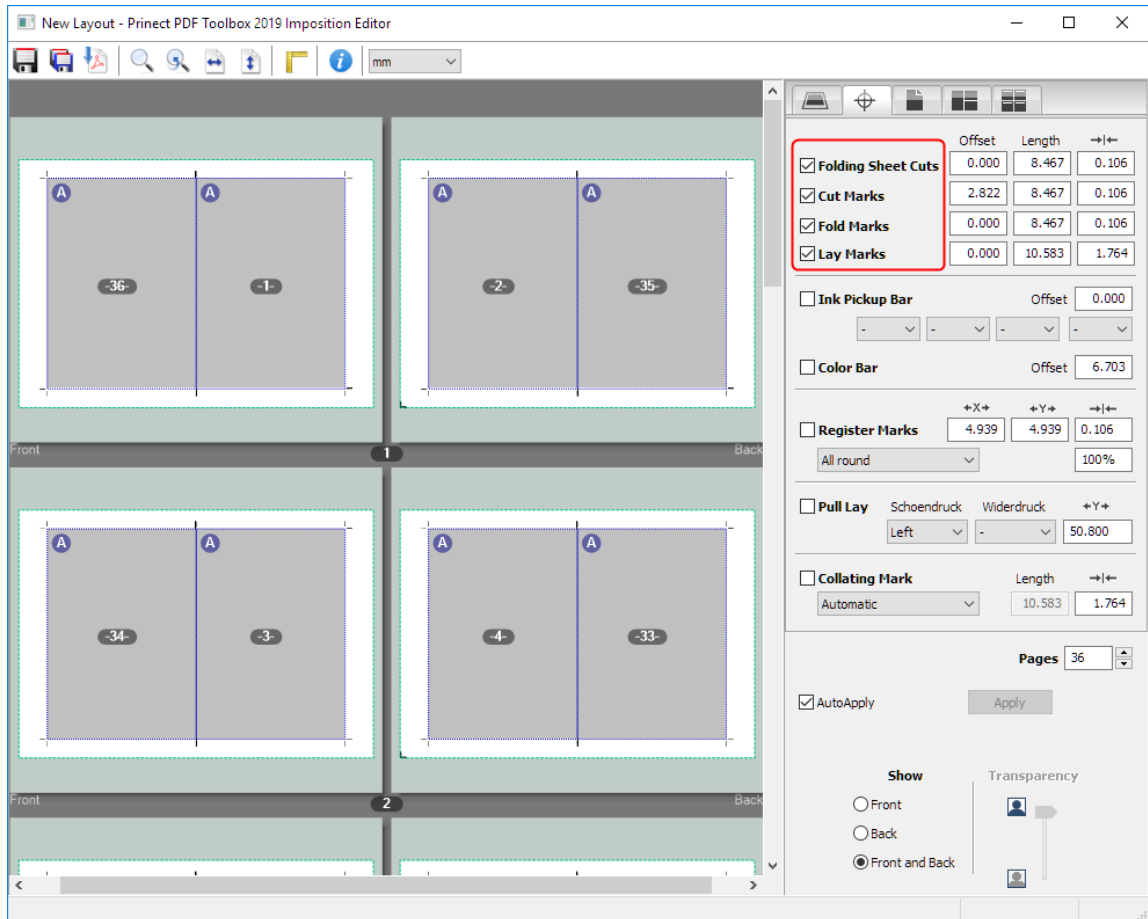 New Layout - Prinect PDF Toolbox 2019 Imposition Editor
mm
A A
-36- -1-
A A
-2- -35-
Front 1 Back
A A
-34- -3-
A A
-4- -33-
Front 2 Back
Offset Length →|←
Folding Sheet Cuts 0.000 8.467 0.106
Cut Marks 2.822 8.467 0.106
Fold Marks 0.000 8.467 0.106
Lay Marks 0.000 10.583 1.764
Ink Pickup Bar Offset 0.000
- - - -
Color Bar Offset 6.703
+X+ +Y+ →|←
Register Marks 4.939 4.939 0.106
All round 100%
Pull Lay Schoendruck Widerdruck +Y+
Left - 50.800
Collating Mark Length →|←
Automatic 10.583 1.764
Pages 36
AutoApply Apply
Show Transparency
Front
Back
Front and Back